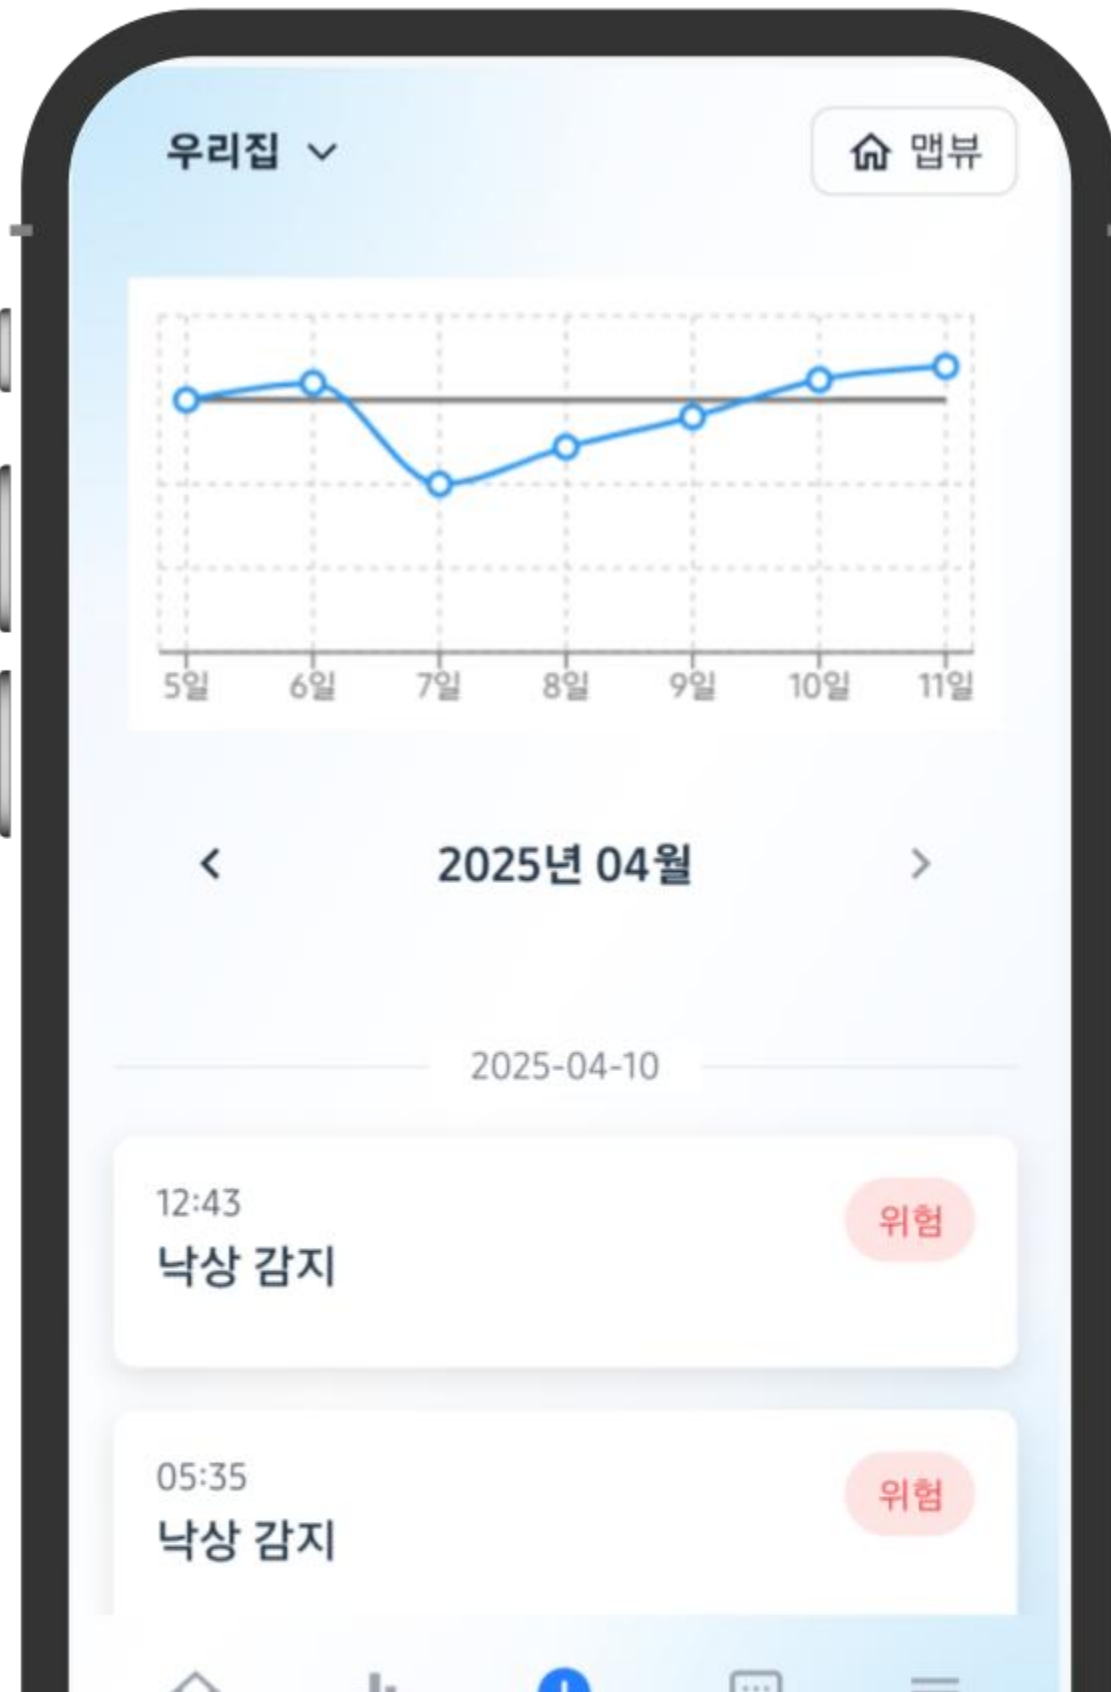 우리집
맵뷰
5일 6일 7일 8일 9일 10일 11일
2025년 04월
2025-04-10
12:43
위험
낙상 감지
05:35
위험
낙상 감지